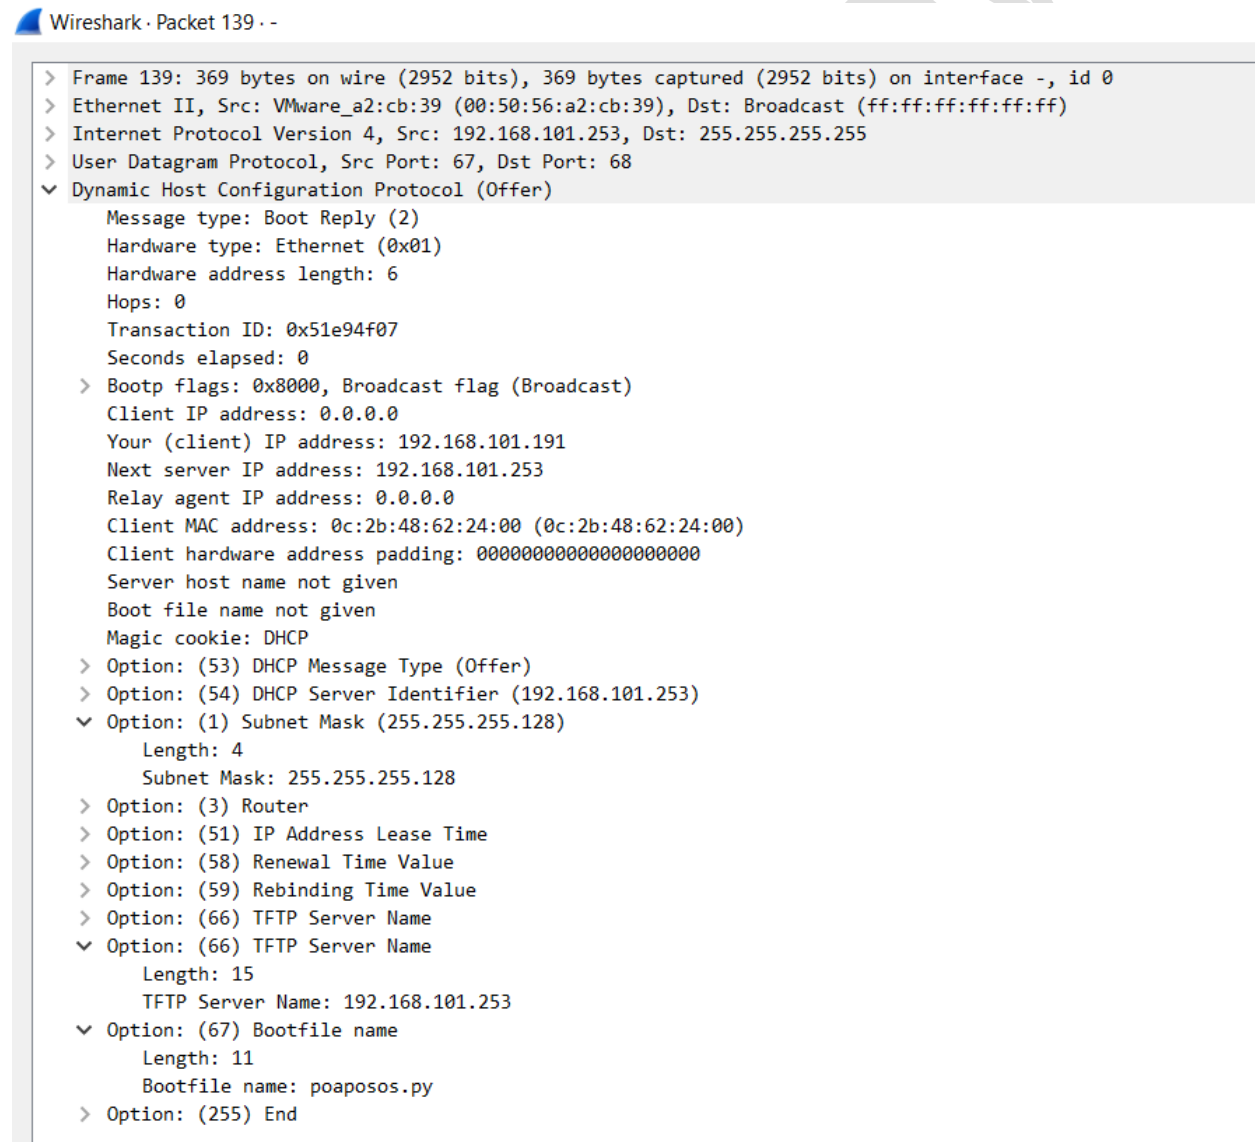 Wireshark · Packet 139 · -
Frame 139: 369 bytes on wire (2952 bits), 369 bytes captured (2952 bits) on interface -, id 0
Ethernet II, Src: VMware_a2:cb:39 (00:50:56:a2:cb:39), Dst: Broadcast (ff:ff:ff:ff:ff:ff)
Internet Protocol Version 4, Src: 192.168.101.253, Dst: 255.255.255.255
User Datagram Protocol, Src Port: 67, Dst Port: 68
Dynamic Host Configuration Protocol (Offer)
Message type: Boot Reply (2)
Hardware type: Ethernet (0x01)
Hardware address length: 6
Hops: 0
Transaction ID: 0x51e94f07
Seconds elapsed: 0
Bootp flags: 0x8000, Broadcast flag (Broadcast)
Client IP address: 0.0.0.0
Your (client) IP address: 192.168.101.191
Next server IP address: 192.168.101.253
Relay agent IP address: 0.0.0.0
Client MAC address: 0c:2b:48:62:24:00 (0c:2b:48:62:24:00)
Client hardware address padding: 00000000000000000000
Server host name not given
Boot file name not given
Magic cookie: DHCP
Option: (53) DHCP Message Type (Offer)
Option: (54) DHCP Server Identifier (192.168.101.253)
Option: (1) Subnet Mask (255.255.255.128)
Length: 4
Subnet Mask: 255.255.255.128
Option: (3) Router
Option: (51) IP Address Lease Time
Option: (58) Renewal Time Value
Option: (59) Rebinding Time Value
Option: (66) TFTP Server Name
Option: (66) TFTP Server Name
Length: 15
TFTP Server Name: 192.168.101.253
Option: (67) Bootfile name
Length: 11
Bootfile name: poaposos.py
Option: (255) End